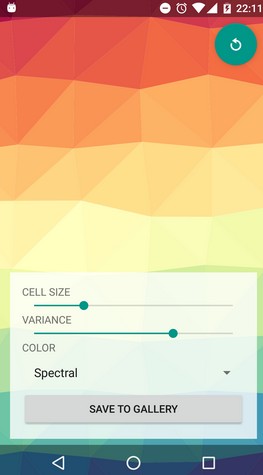 22:11
CELL SIZE
VARIANCE
COLOR
Spectral
SAVE TO GALLERY